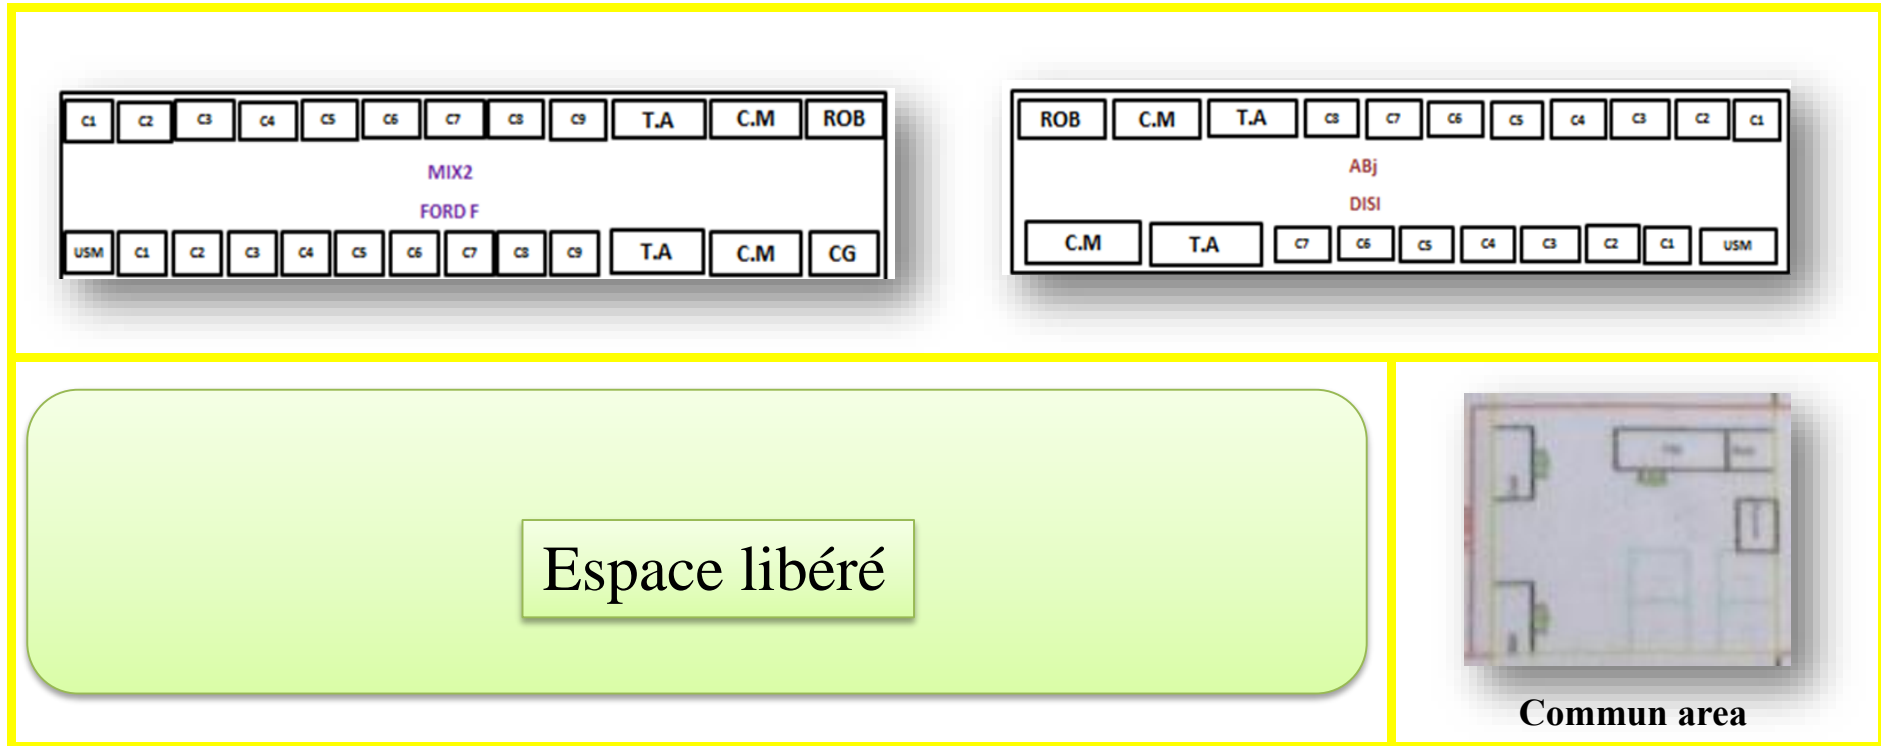 C1 C2 C3 C4 C5 C6 C7 C8 C9 T.A C.M ROB
MIX2
FORD F
USM C1 C2 C3 C4 C5 C6 C7 C8 C9 T.A C.M CG
ROB C.M T.A C8 C7 C6 C5 C4 C3 C2 C1
ABj
DISI
C.M T.A C7 C6 C5 C4 C3 C2 C1 USM
Espace libéré
Commun area